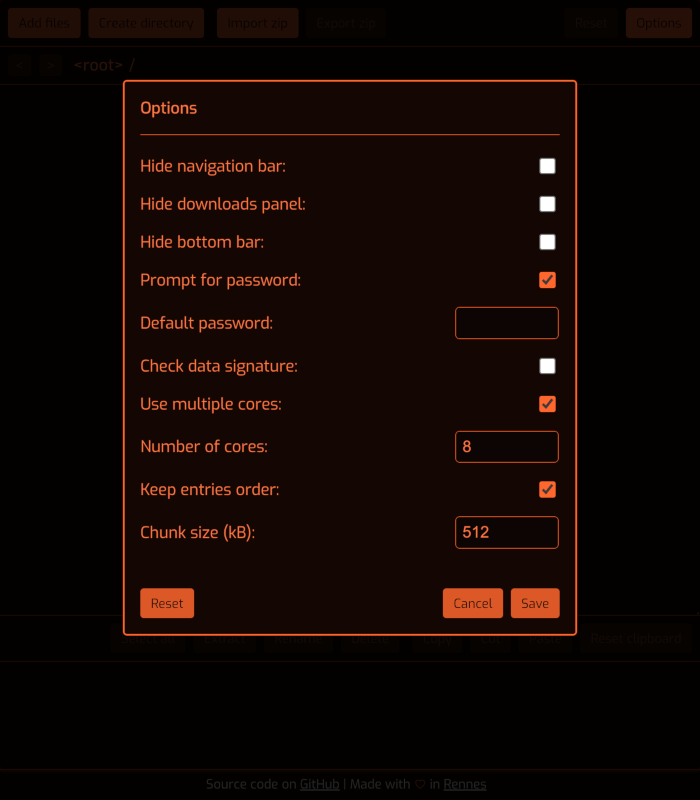 Add files Create directory Import zip Export zip Reset Options
< > <root> /
Options
Hide navigation bar:
Hide downloads panel:
Hide bottom bar:
Prompt for password:
Default password:
Check data signature:
Use multiple cores:
Number of cores: 8
Keep entries order:
Chunk size (kB): 512
Reset Cancel Save
Reset clipboard
Source code on GitHub | Made with ♡ in Rennes